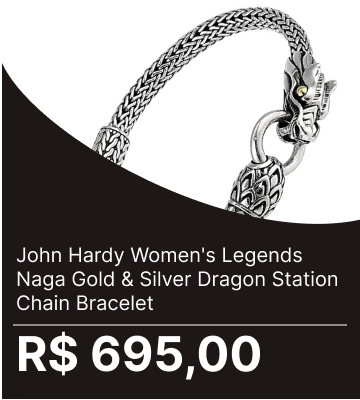 John Hardy Women's Legends
Naga Gold & Silver Dragon Station
Chain Bracelet
R$ 695,00